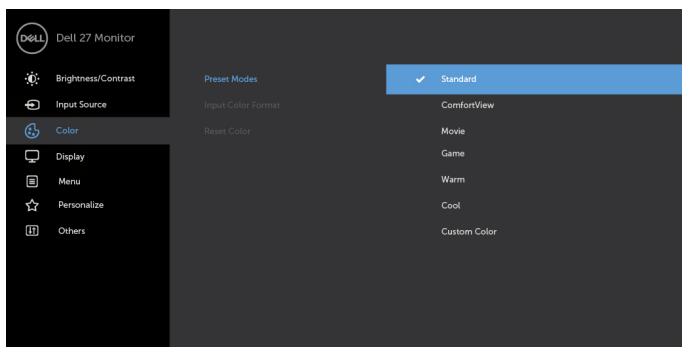 DELL Dell 27 Monitor
Brightness/Contrast Preset Modes Standard
Input Source Input Color Format ComfortView
Color Reset Color Movie
Display Game
Menu Warm
Personalize Cool
Others Custom Color